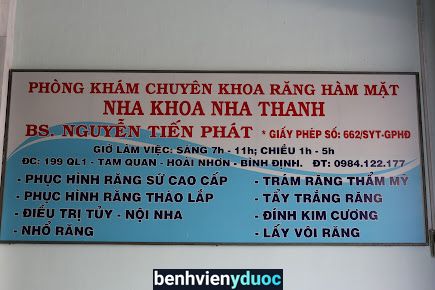 PHÒNG KHÁM CHUYÊN KHOA RĂNG HÀM MẶT
NHA KHOA NHA THANH
BS. NGUYỄN TIẾN PHÁT * GIẤY PHÉP SỐ: 662/SYT-GPHĐ
GIỜ LÀM VIỆC: SÁNG 7h - 11h; CHIỀU 1h - 5h
ĐC: 199 QL1 - TAM QUAN - HOÀI NHƠN - BÌNH ĐỊNH. ĐT: 0984.122.177
- PHỤC HÌNH RĂNG SỨ CAO CẤP
- PHỤC HÌNH RĂNG THÁO LẮP
- ĐIỀU TRỊ TỦY - NỘI NHA
- NHỔ RĂNG
- TRÁM RĂNG THẨM MỸ
- TẨY TRẮNG RĂNG
- ĐÍNH KIM CƯƠNG
- LẤY VÔI RĂNG
benhvienyduoc